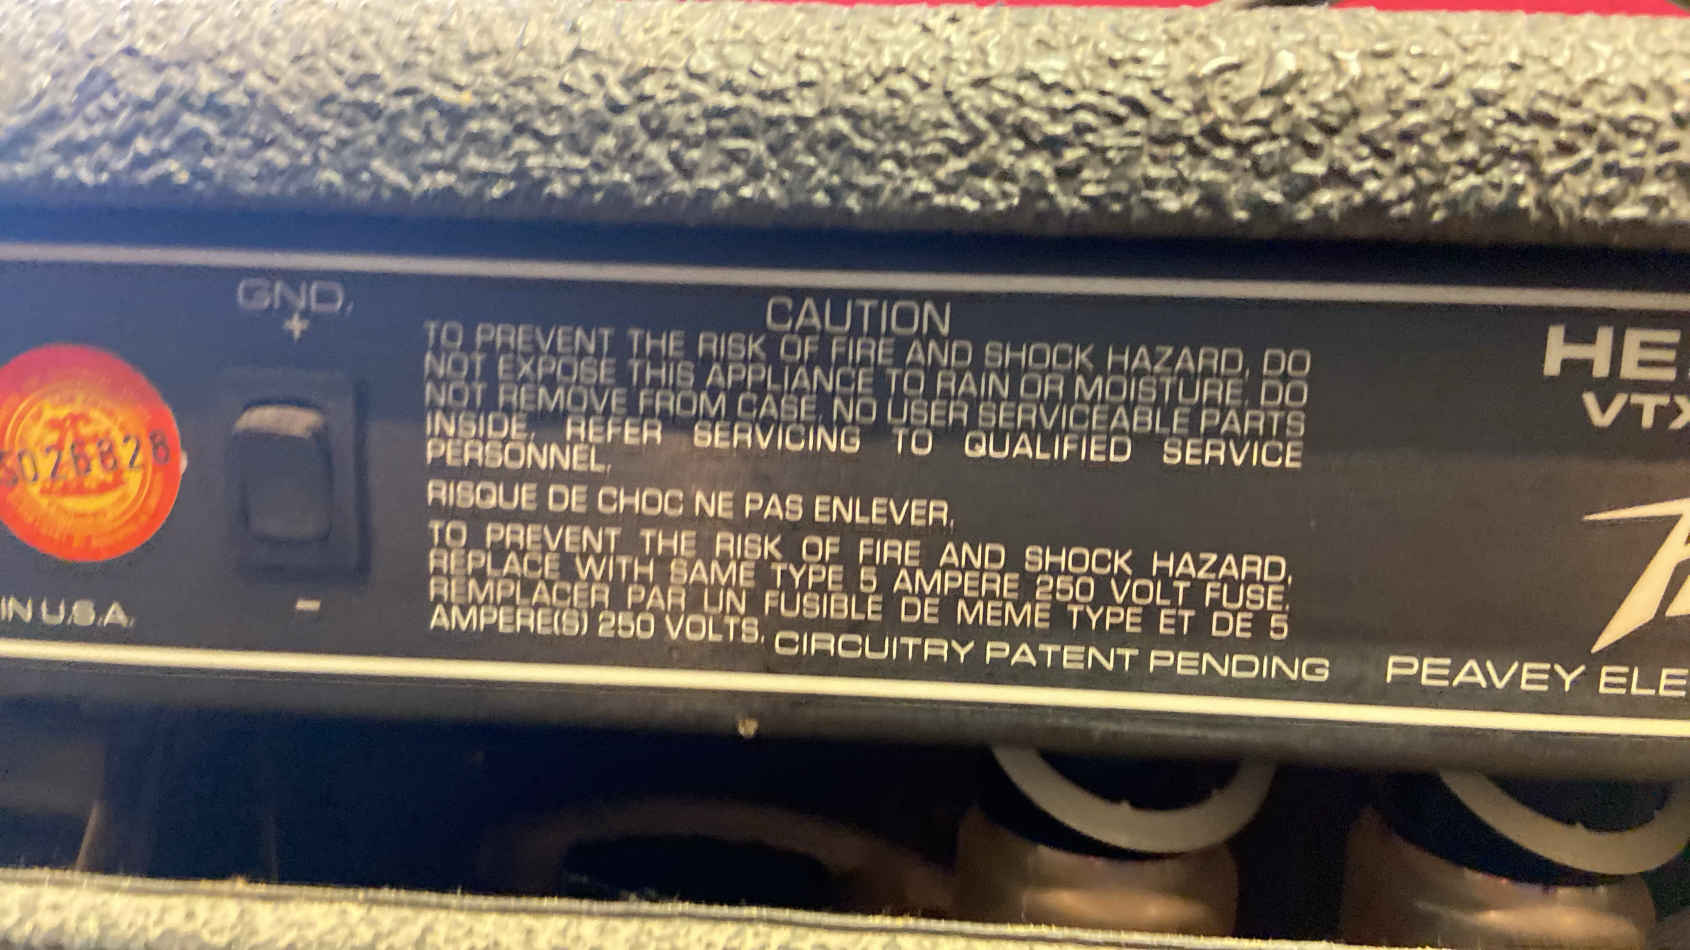 GND.
+
-
IN U.S.A.
CAUTION
TO PREVENT THE RISK OF FIRE AND SHOCK HAZARD, DO
NOT EXPOSE THIS APPLIANCE TO RAIN OR MOISTURE. DO
NOT REMOVE FROM CASE. NO USER SERVICEABLE PARTS
INSIDE. REFER SERVICING TO QUALIFIED SERVICE
PERSONNEL.
RISQUE DE CHOC NE PAS ENLEVER.
TO PREVENT THE RISK OF FIRE AND SHOCK HAZARD,
REPLACE WITH SAME TYPE 5 AMPERE 250 VOLT FUSE.
REMPLACER PAR UN FUSIBLE DE MEME TYPE ET DE 5
AMPERE(S) 250 VOLTS.
CIRCUITRY PATENT PENDING
HE
VTX
PEAVEY ELE